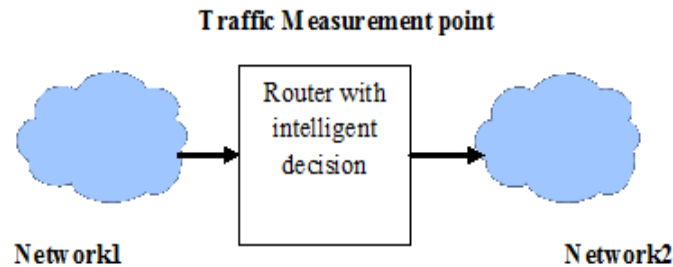 Traffic Measurement point
Router with
intelligent
decision
Network1
Network2